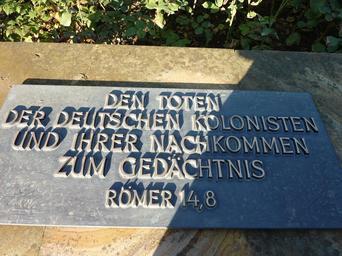 DEN TOTEN
DER DEUTSCHEN KOLONISTEN
UND IHRER NACHKOMMEN
ZUM GEDÄCHTNIS
RÖMER 14,8